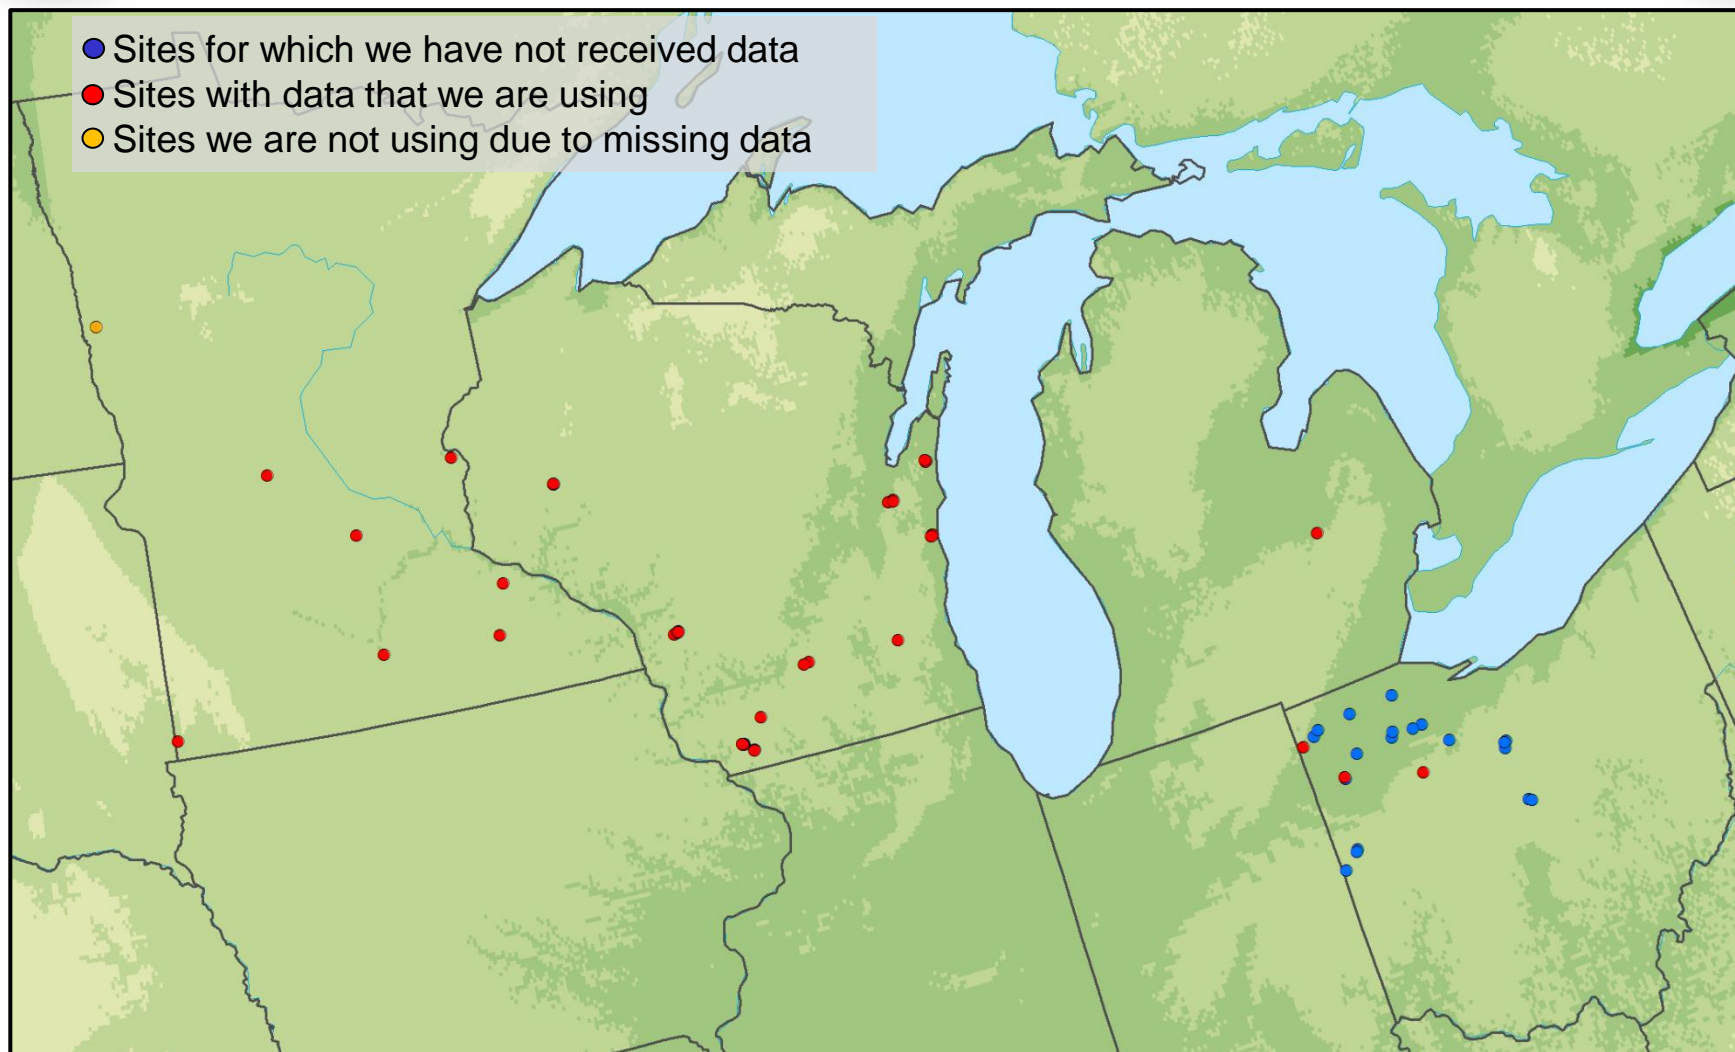 Sites for which we have not received data
Sites with data that we are using
Sites we are not using due to missing data